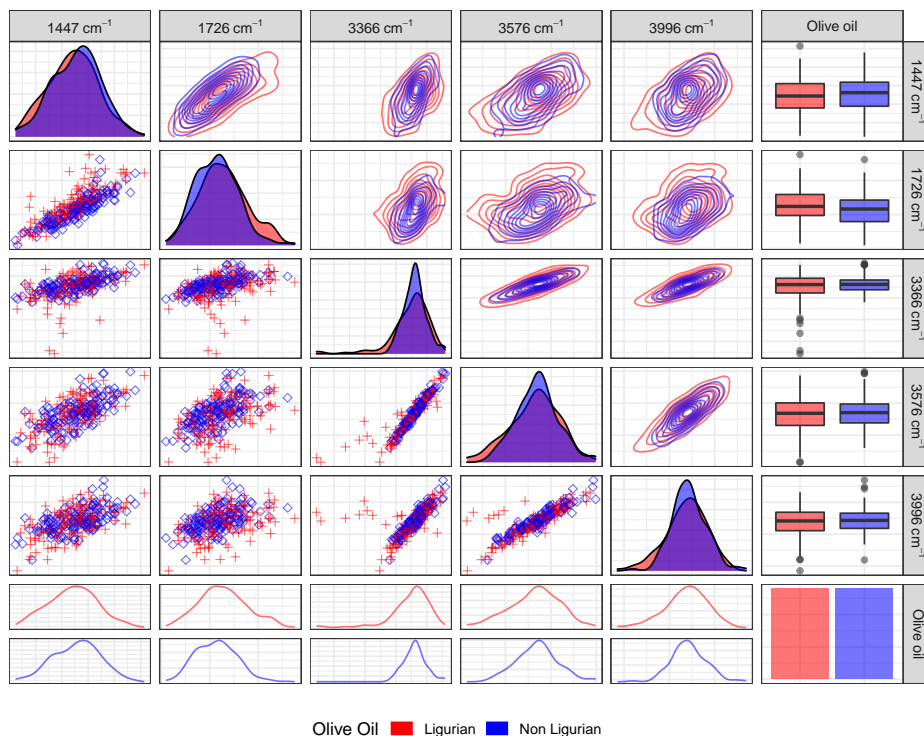 1447 cm⁻¹ 1726 cm⁻¹ 3366 cm⁻¹ 3576 cm⁻¹ 3996 cm⁻¹ Olive oil
1447 cm⁻¹
1726 cm⁻¹
3366 cm⁻¹
3576 cm⁻¹
3996 cm⁻¹
Olive oil
Olive Oil Ligurian Non Ligurian